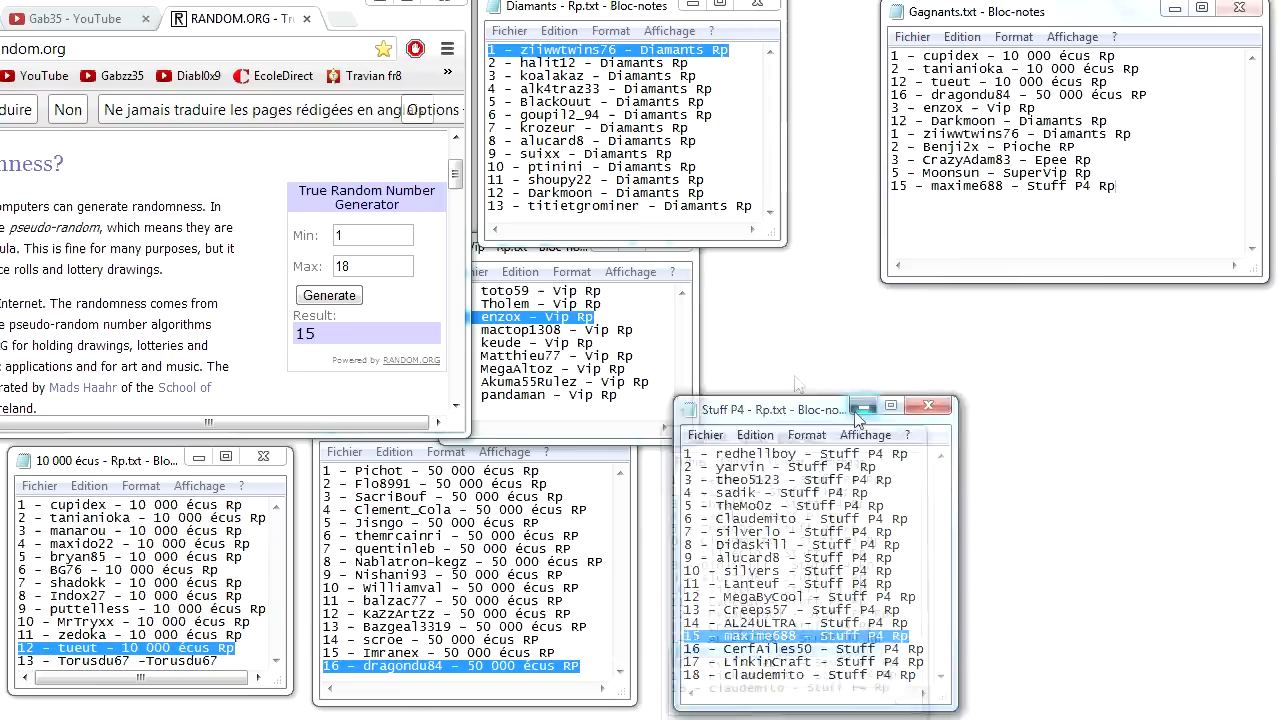 Gab35 - YouTube
RANDOM.ORG - Tr
ndom.org
YouTube
Gabzz35
Diabl0x9
EcoleDirect
Travian fr8
»
duire
Non
Ne jamais traduire les pages rédigées en anglais
Options
mness?
omputers can generate randomness. In
e pseudo-random, which means they are
ula. This is fine for many purposes, but it
ce rolls and lottery drawings.
nternet. The randomness comes from
e pseudo-random number algorithms
G for holding drawings, lotteries and
applications and for art and music. The
rated by Mads Haahr of the School of
reland.
True Random Number
Generator
Min: 1
Max: 18
Generate
Result:
15
Powered by RANDOM.ORG
Diamants - Rp.txt - Bloc-notes
Fichier Edition Format Affichage ?
1 - ziiwwtwins76 - Diamants Rp
2 - halit12 - Diamants Rp
3 - koalakaz - Diamants Rp
4 - alk4traz33 - Diamants Rp
5 - Blackouut - Diamants Rp
6 - goupil2_94 - Diamants Rp
7 - krozeur - Diamants Rp
8 - alucard8 - Diamants Rp
9 - suixx - Diamants Rp
10 - ptinini - Diamants Rp
11 - shoupy22 - Diamants Rp
12 - Darkmoon - Diamants Rp
13 - titietgrominer - Diamants Rp
Gagnants.txt - Bloc-notes
Fichier Edition Format Affichage ?
1 - cupidex - 10 000 écus Rp
2 - tanianioka - 10 000 écus Rp
12 - tueut - 10 000 écus Rp
16 - dragondu84 - 50 000 écus RP
3 - enzox - Vip Rp
12 - Darkmoon - Diamants Rp
1 - ziiwwtwins76 - Diamants Rp
2 - Benji2x - Pioche RP
3 - CrazyAdam83 - Epee Rp
5 - Moonsun - SuperVip Rp
15 - maxime688 - Stuff P4 Rp
Vip - Rp.txt - Bloc-no...
hier Edition Format Affichage ?
toto59 - Vip Rp
Tholem - Vip Rp
enzox - Vip Rp
mactop1308 - Vip Rp
keude - Vip Rp
Matthieu77 - Vip Rp
MegaAltoz - Vip Rp
Akuma55Rulez - Vip Rp
pandaman - Vip Rp
10 000 écus - Rp.txt - Bloc...
Fichier Edition Format Affichage ?
1 - cupidex - 10 000 écus Rp
2 - tanianioka - 10 000 écus Rp
3 - manarou - 10 000 écus Rp
4 - maxido22 - 10 000 écus Rp
5 - bryan85 - 10 000 écus Rp
6 - BG76 - 10 000 écus Rp
7 - shadokk - 10 000 écus Rp
8 - Indox27 - 10 000 écus Rp
9 - puttelless - 10 000 écus Rp
10 - MrTryxx - 10 000 écus Rp
11 - zedoka - 10 000 écus Rp
12 - tueut - 10 000 écus Rp
13 - Torusdu67 -Torusdu67
Fichier Edition Format Affichage ?
1 - Pichot - 50 000 écus Rp
2 - Flo8991 - 50 000 écus Rp
3 - SacriBouf - 50 000 écus Rp
4 - Clement_Cola - 50 000 écus Rp
5 - Jisngo - 50 000 écus Rp
6 - themrcainri - 50 000 écus Rp
7 - quentinleb - 50 000 écus Rp
8 - Nablatron-kegz - 50 000 écus Rp
9 - Nishani93 - 50 000 écus Rp
10 - Williamval - 50 000 écus Rp
11 - balzac77 - 50 000 écus Rp
12 - KaZzArtZz - 50 000 écus Rp
13 - Bazgeal3319 - 50 000 écus Rp
14 - scroe - 50 000 écus Rp
15 - Imranex - 50 000 écus Rp
16 - dragondu84 - 50 000 écus RP
Stuff P4 - Rp.txt - Bloc-no...
Fichier Edition Format Affichage ?
1 - redhellboy - Stuff P4 Rp
2 - yarvin - Stuff P4 Rp
3 - theo5123 - Stuff P4 Rp
4 - sadik - Stuff P4 Rp
5 - TheMoOz - Stuff P4 Rp
6 - Claudemito - Stuff P4 Rp
7 - silverlo - Stuff P4 Rp
8 - Didaskill - Stuff P4 Rp
9 - alucard8 - Stuff P4 Rp
10 - silvers - Stuff P4 Rp
11 - Lanteuf - Stuff P4 Rp
12 - MegaByCool - Stuff P4 Rp
13 - Creeps57 - Stuff P4 Rp
14 - AL24ULTRA - Stuff P4 Rp
15 - maxime688 - Stuff P4 Rp
16 - CerfAiles50 - Stuff P4 Rp
17 - LinkinCraft - Stuff P4 Rp
18 - claudemito - Stuff P4 Rp